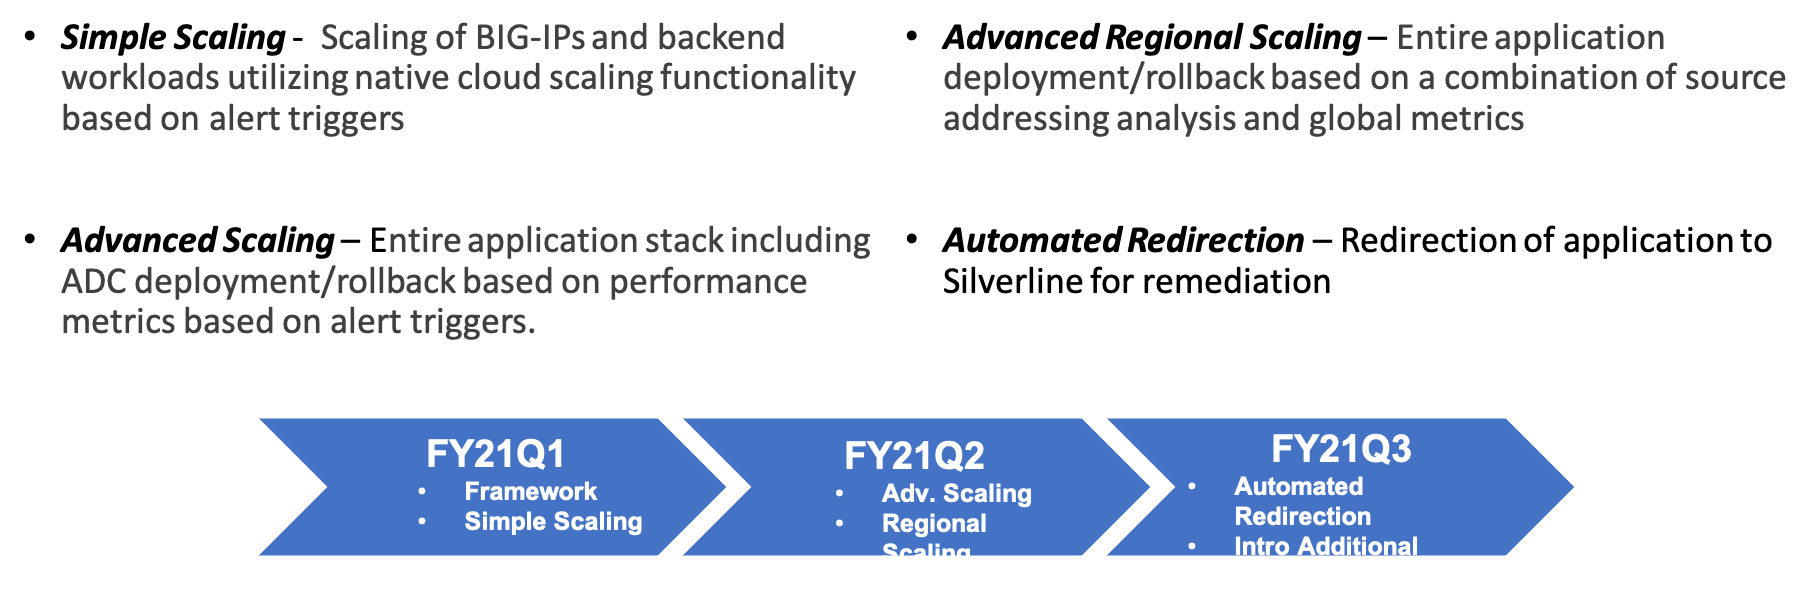 • Simple Scaling - Scaling of BIG-IPs and backend
workloads utilizing native cloud scaling functionality
based on alert triggers
• Advanced Scaling – Entire application stack including
ADC deployment/rollback based on performance
metrics based on alert triggers.
• Advanced Regional Scaling – Entire application
deployment/rollback based on a combination of source
addressing analysis and global metrics
• Automated Redirection – Redirection of application to
Silverline for remediation
FY21Q1
• Framework
• Simple Scaling
FY21Q2
• Adv. Scaling
• Regional
Scaling
FY21Q3
• Automated
Redirection
• Intro Additional